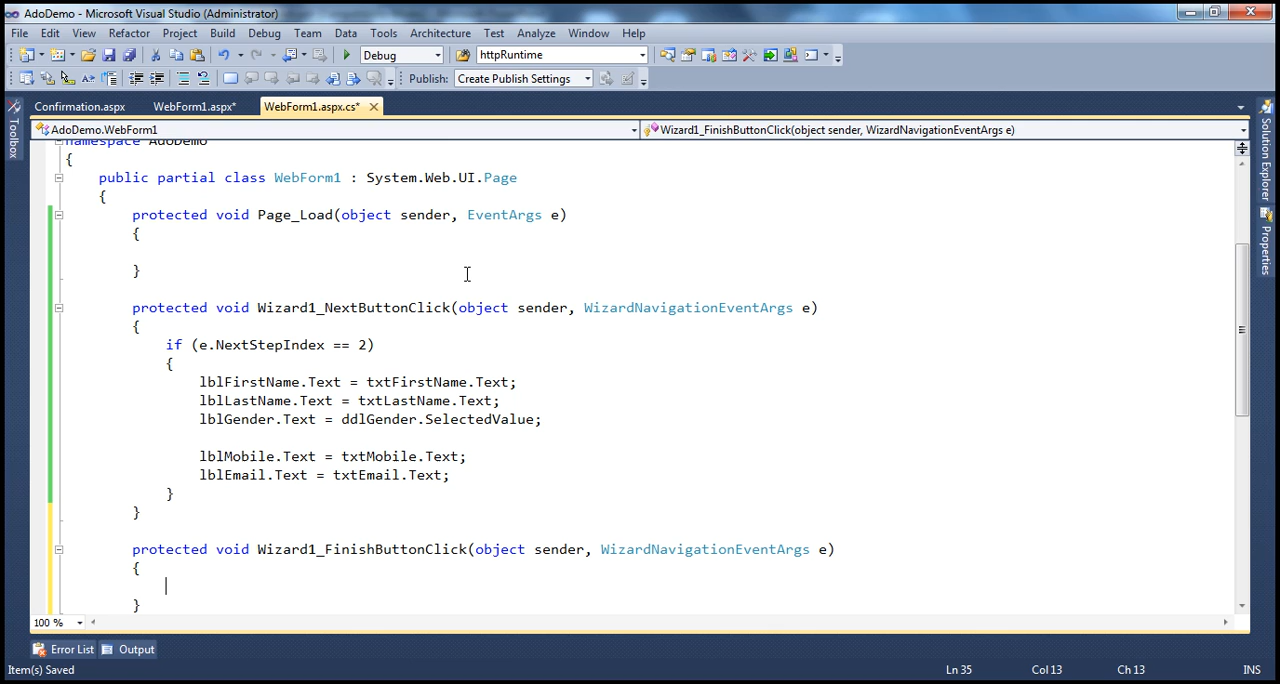 AdoDemo - Microsoft Visual Studio (Administrator)
File Edit View Refactor Project Build Debug Team Data Tools Architecture Test Analyze Window Help
Debug httpRuntime
Publish: Create Publish Settings
Confirmation.aspx WebForm1.aspx* WebForm1.aspx.cs*
AdoDemo.WebForm1 Wizard1_FinishButtonClick(object sender, WizardNavigationEventArgs e)
Toolbox
Solution Explorer
Properties
namespace AdoDemo
{
public partial class WebForm1 : System.Web.UI.Page
{
protected void Page_Load(object sender, EventArgs e)
{
}
protected void Wizard1_NextButtonClick(object sender, WizardNavigationEventArgs e)
{
if (e.NextStepIndex == 2)
{
lblFirstName.Text = txtFirstName.Text;
lblLastName.Text = txtLastName.Text;
lblGender.Text = ddlGender.SelectedValue;
lblMobile.Text = txtMobile.Text;
lblEmail.Text = txtEmail.Text;
}
}
protected void Wizard1_FinishButtonClick(object sender, WizardNavigationEventArgs e)
{
}
100 %
Error List Output
Item(s) Saved Ln 35 Col 13 Ch 13 INS